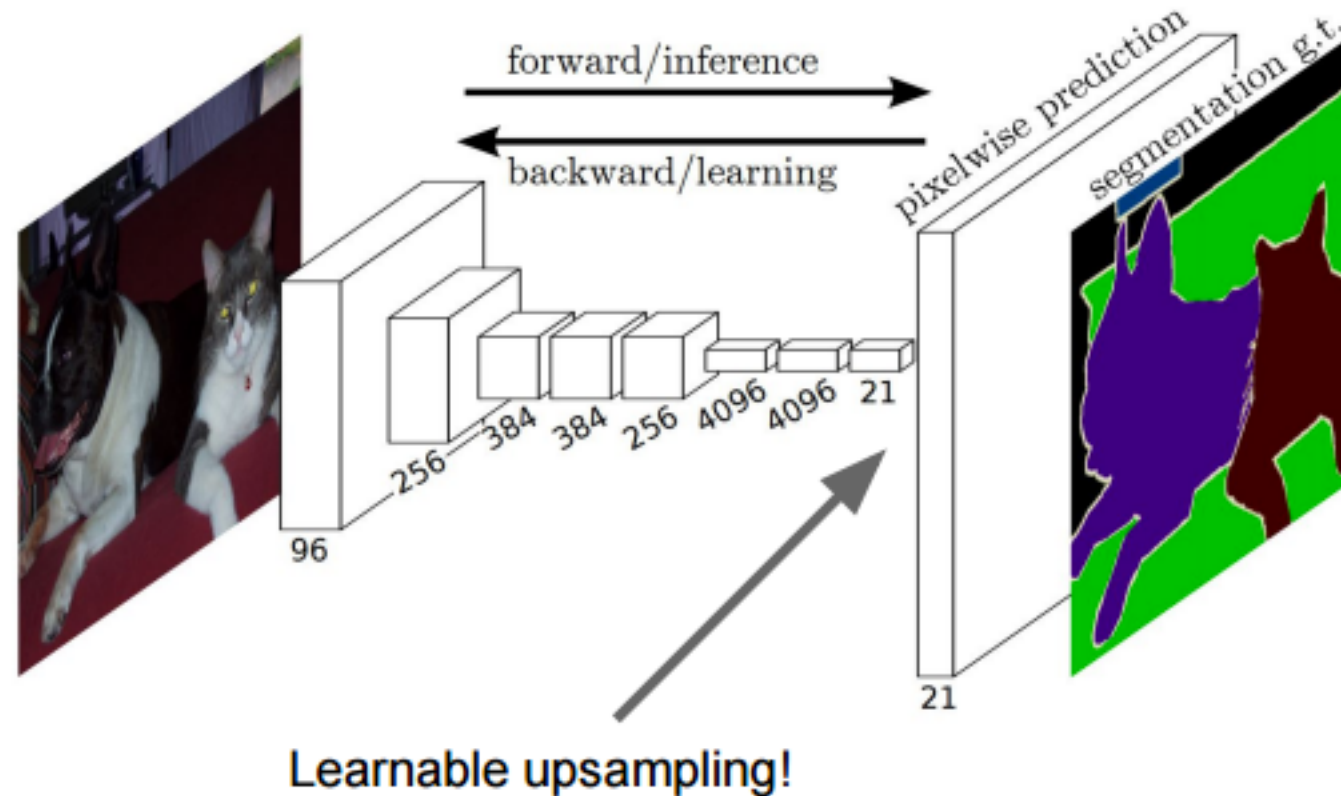 forward/inference
backward/learning
pixelwise prediction
segmentation g.t.
96
256
384
384
256
4096
4096
21
21
Learnable upsampling!